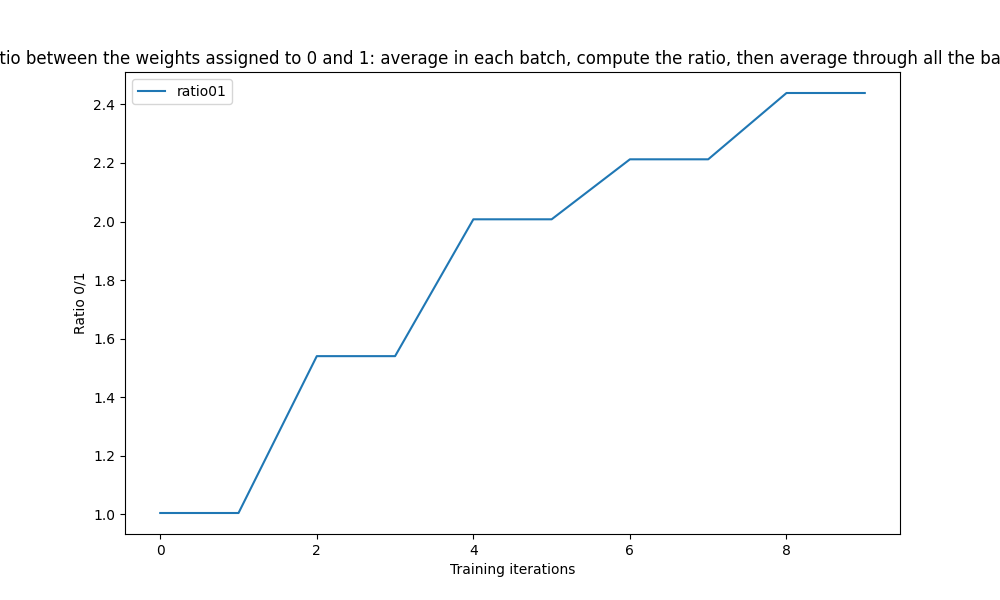 tio between the weights assigned to 0 and 1: average in each batch, compute the ratio, then average through all the ba
ratio01
2.4
2.2
2.0
1.8
1.6
1.4
1.2
1.0
Ratio 0/1
0 2 4 6 8
Training iterations